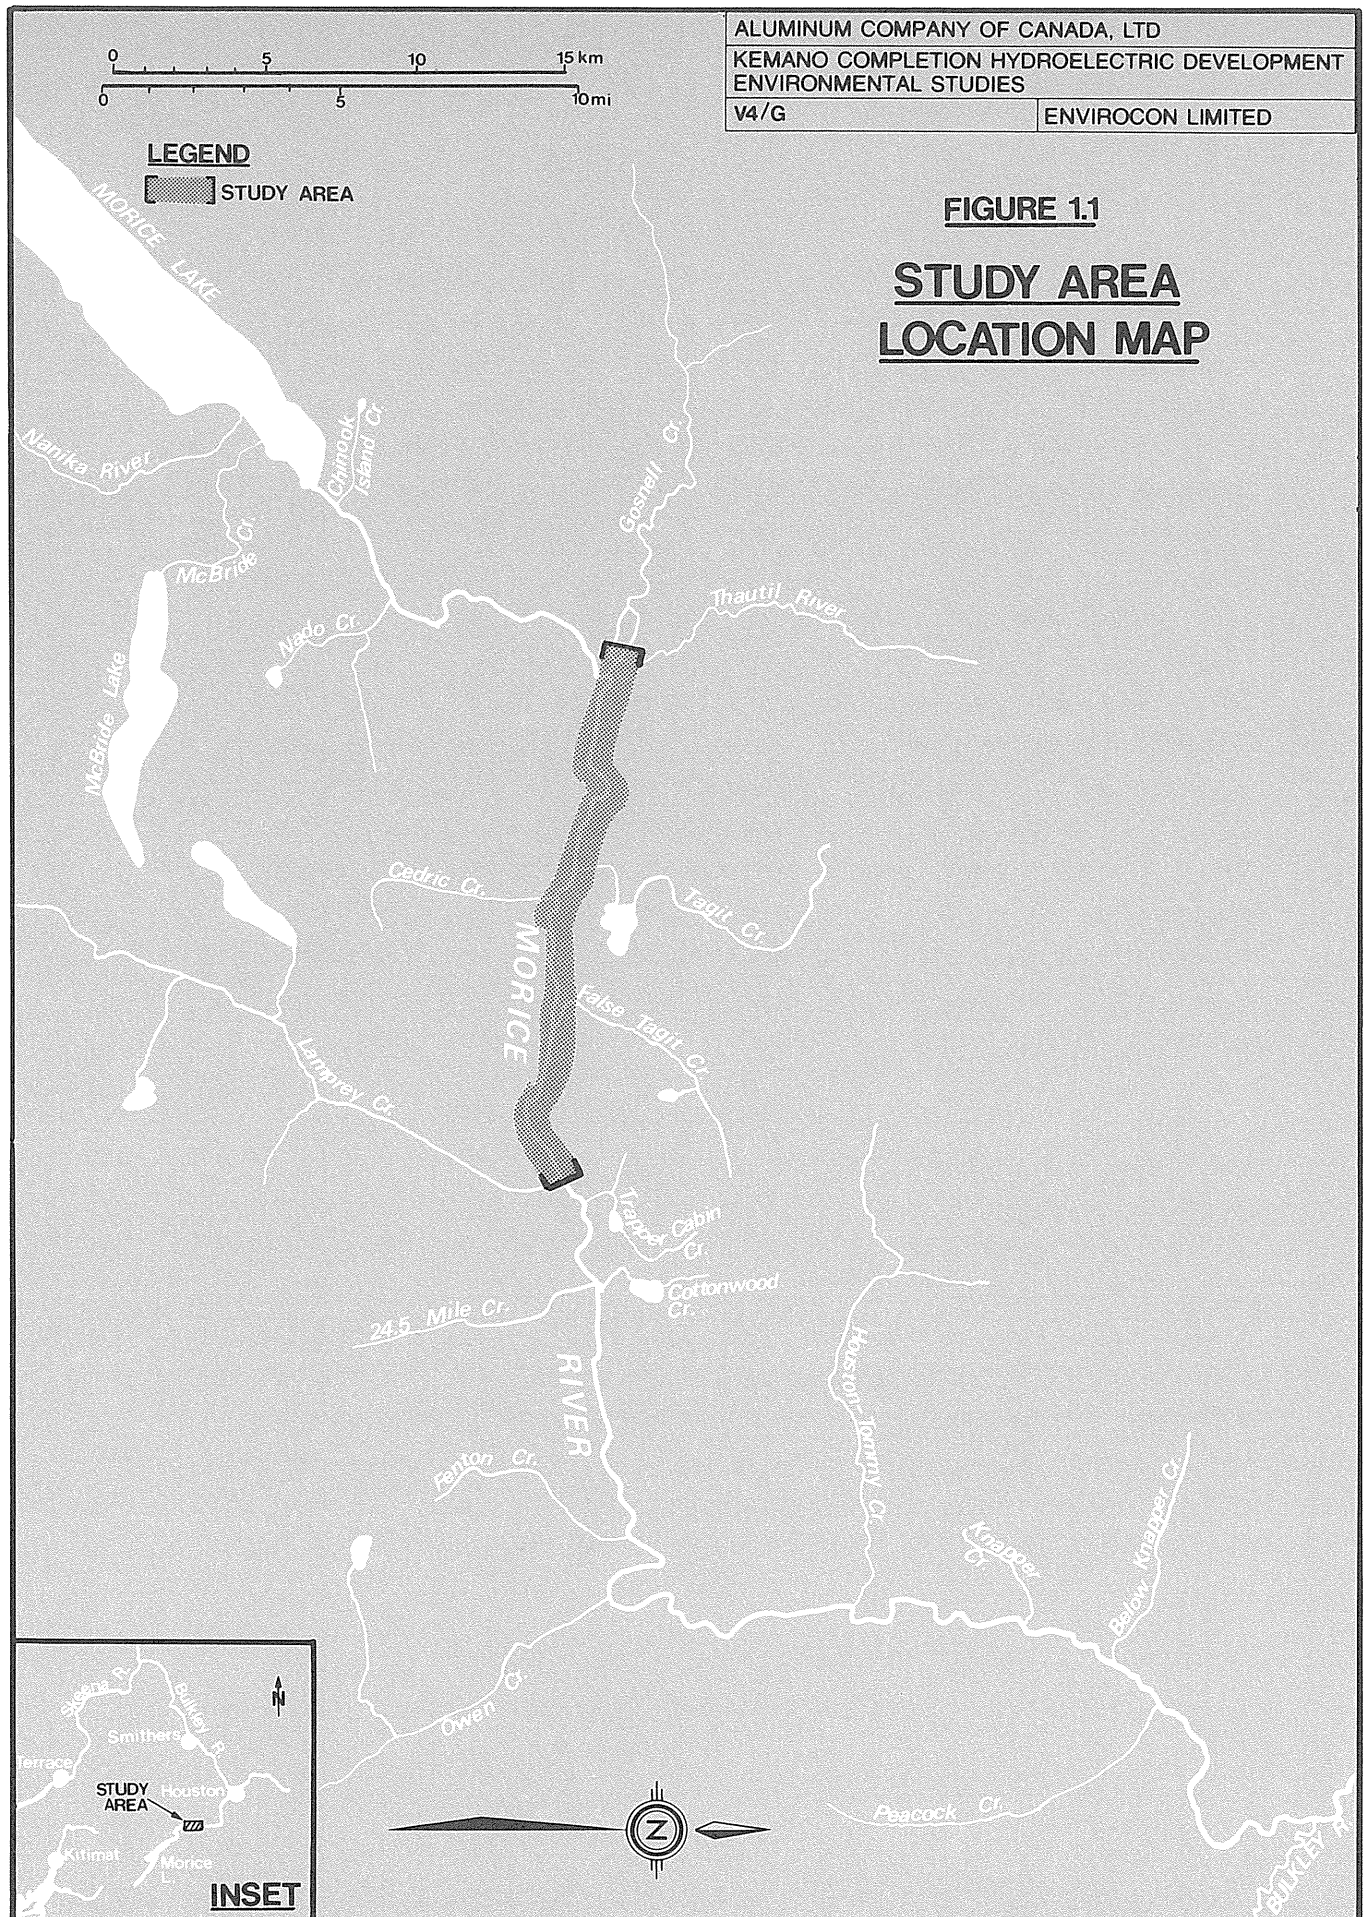 ALUMINUM COMPANY OF CANADA, LTD
KEMANO COMPLETION HYDROELECTRIC DEVELOPMENT
ENVIRONMENTAL STUDIES
V4/G
ENVIROCON LIMITED
0 5 10 15 km
0 5 10 mi
LEGEND
STUDY AREA
FIGURE 1.1
STUDY AREA
LOCATION MAP
MORICE LAKE
Nanika River
Chinook
Island Cr.
Gosnell Cr.
McBride Cr.
Thautil River
Nado Cr.
McBride Lake
Cedric Cr.
Tagit Cr.
MORICE
False Tagit Cr.
Lamprey Cr.
Trapper Cabin
Cr.
Cottonwood
Cr.
24.5 Mile Cr.
RIVER
Houston-Tommy Cr.
Fenton Cr.
Knapper
Cr.
Below Knapper Cr.
Owen Cr.
Peacock Cr.
BULKLEY R.
N
Skeena R.
Bulkley R.
N
Smithers
Terrace
STUDY
AREA
Houston
Kitimat
Morice
L.
INSET